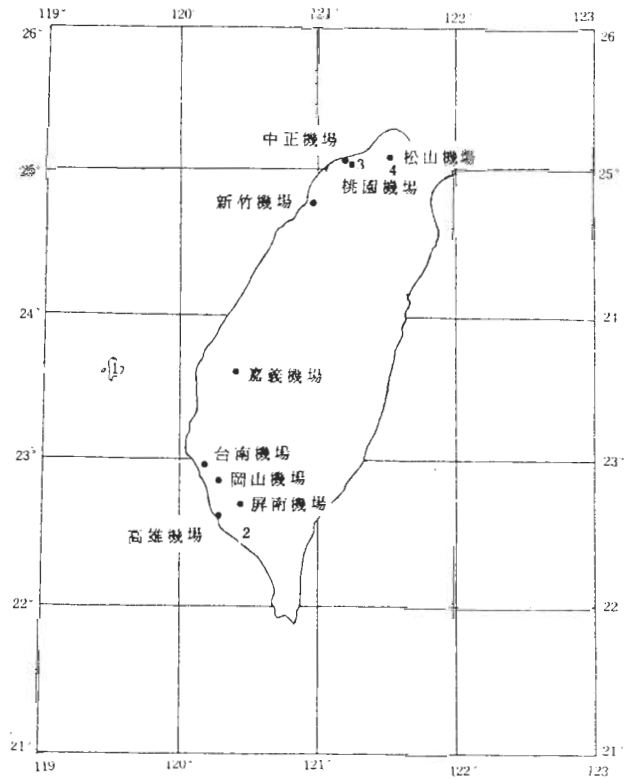 119° 120° 121° 122° 123
26° 26
中正機場
3 4 松山機場
25° 25°
桃園機場
新竹機場
24° 24°
1 嘉義機場
23° 23°
台南機場
岡山機場
屏南機場
高雄機場 2
22° 22
21° 21°
119 120° 121° 122° 123